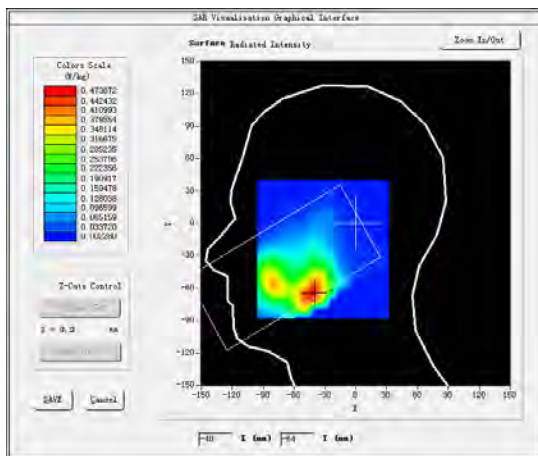 SAR Visualisation Graphical Interface
Surface Radiated Intensity
Zoom In/Out
Colors Scale
(W/kg)
0.473872
0.442432
0.410993
0.379554
0.348114
0.316675
0.285235
0.253796
0.222356
0.190917
0.159478
0.128038
0.096599
0.065159
0.033720
0.002280
150
120
90
60
30
0
-30
-60
-90
-120
-150
-150 -120 -90 -60 -30 0 30 60 90 120 150
Z-Cuts Control
SAVE
Cancel
-40 X (mm) -64 Y (mm)